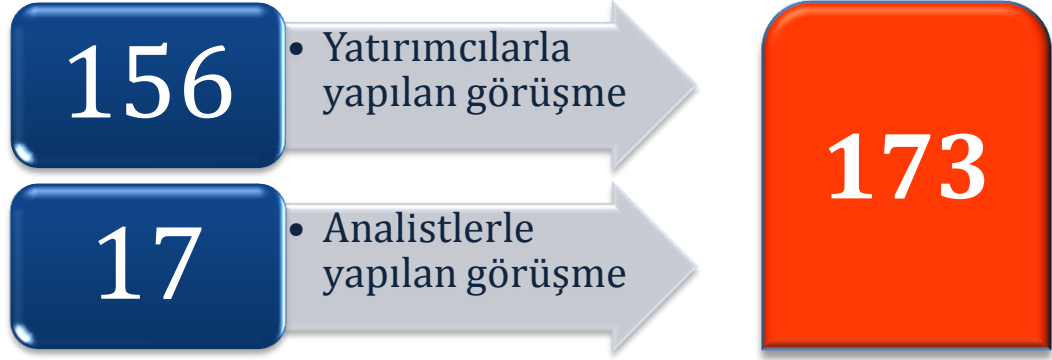 156
• Yatırımcılarla
yapılan görüşme
17
• Analistlerle
yapılan görüşme
173